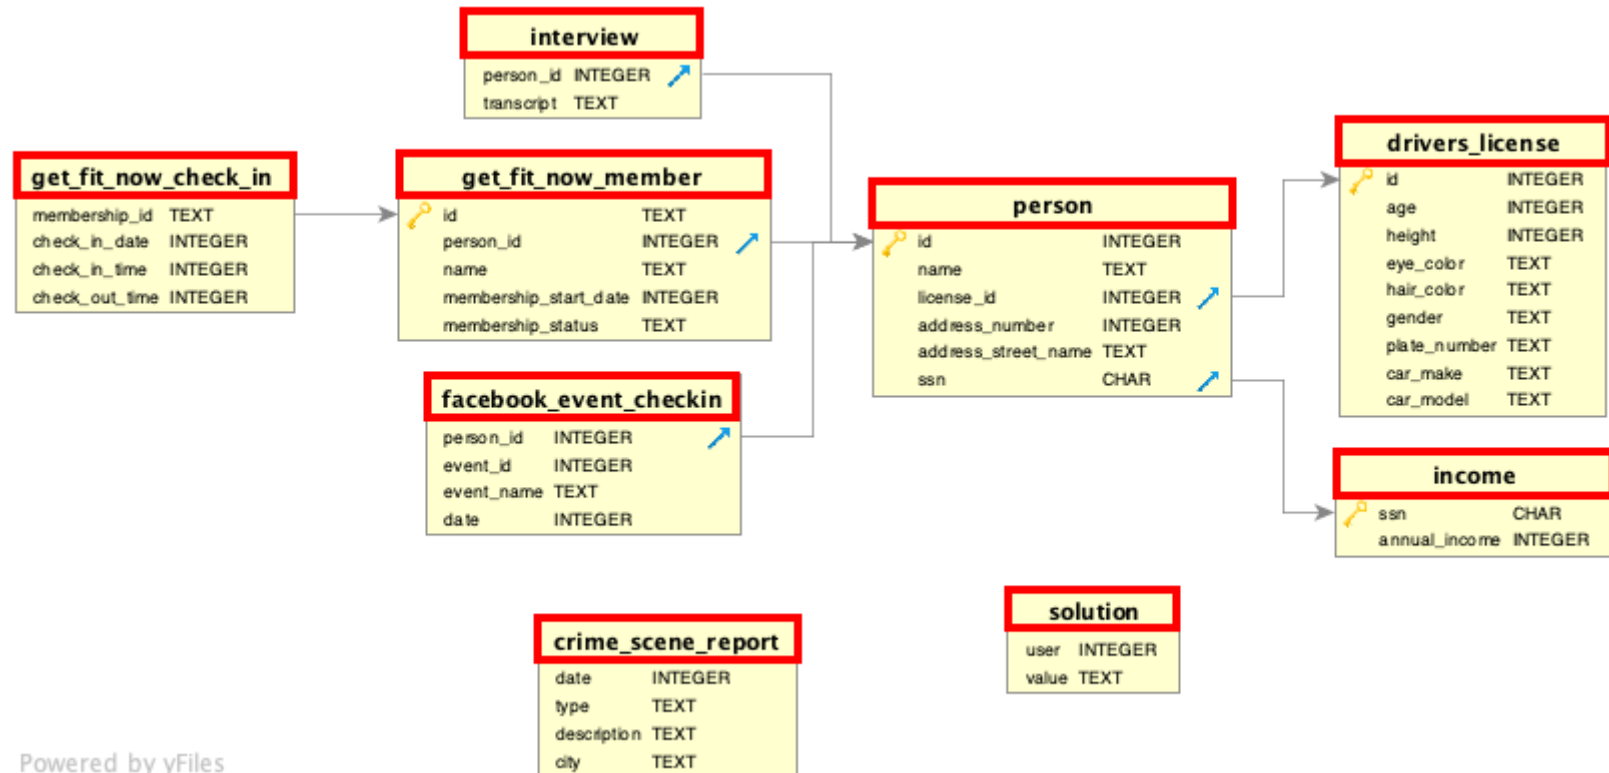 interview
person_id INTEGER
transcript TEXT
get_fit_now_check_in
membership_id TEXT
check_in_date INTEGER
check_in_time INTEGER
check_out_time INTEGER
get_fit_now_member
id TEXT
person_id INTEGER
name TEXT
membership_start_date INTEGER
membership_status TEXT
facebook_event_checkin
person_id INTEGER
event_id INTEGER
event_name TEXT
date INTEGER
person
id INTEGER
name TEXT
license_id INTEGER
address_number INTEGER
address_street_name TEXT
ssn CHAR
drivers_license
id INTEGER
age INTEGER
height INTEGER
eye_color TEXT
hair_color TEXT
gender TEXT
plate_number TEXT
car_make TEXT
car_model TEXT
income
ssn CHAR
annual_income INTEGER
solution
user INTEGER
value TEXT
crime_scene_report
date INTEGER
type TEXT
description TEXT
city TEXT
Powered by yFiles